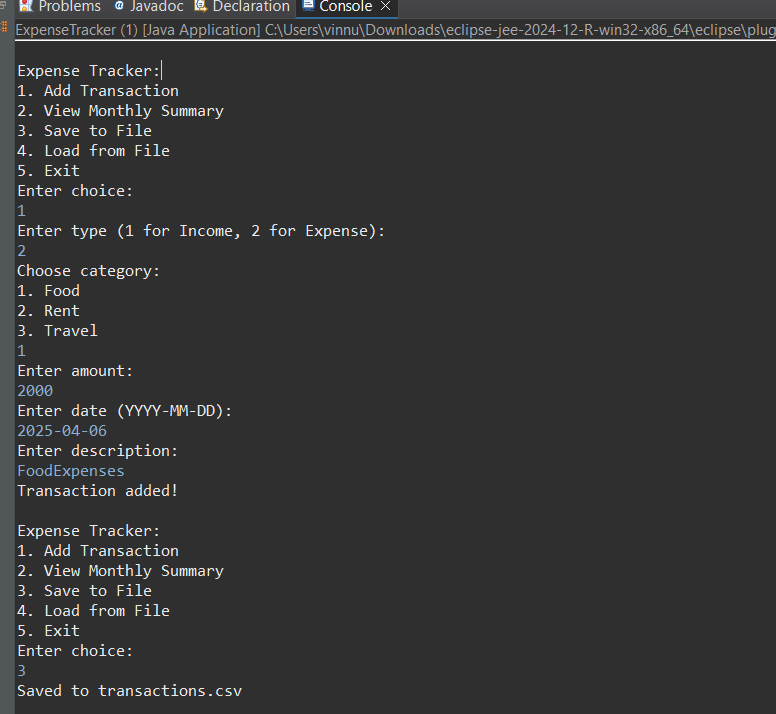 Problems @ Javadoc Declaration Console ×
ExpenseTracker (1) [Java Application] C:\Users\vinnu\Downloads\eclipse-jee-2024-12-R-win32-x86_64\eclipse\plug
Expense Tracker:
1. Add Transaction
2. View Monthly Summary
3. Save to File
4. Load from File
5. Exit
Enter choice:
1
Enter type (1 for Income, 2 for Expense):
2
Choose category:
1. Food
2. Rent
3. Travel
1
Enter amount:
2000
Enter date (YYYY-MM-DD):
2025-04-06
Enter description:
FoodExpenses
Transaction added!
Expense Tracker:
1. Add Transaction
2. View Monthly Summary
3. Save to File
4. Load from File
5. Exit
Enter choice:
3
Saved to transactions.csv